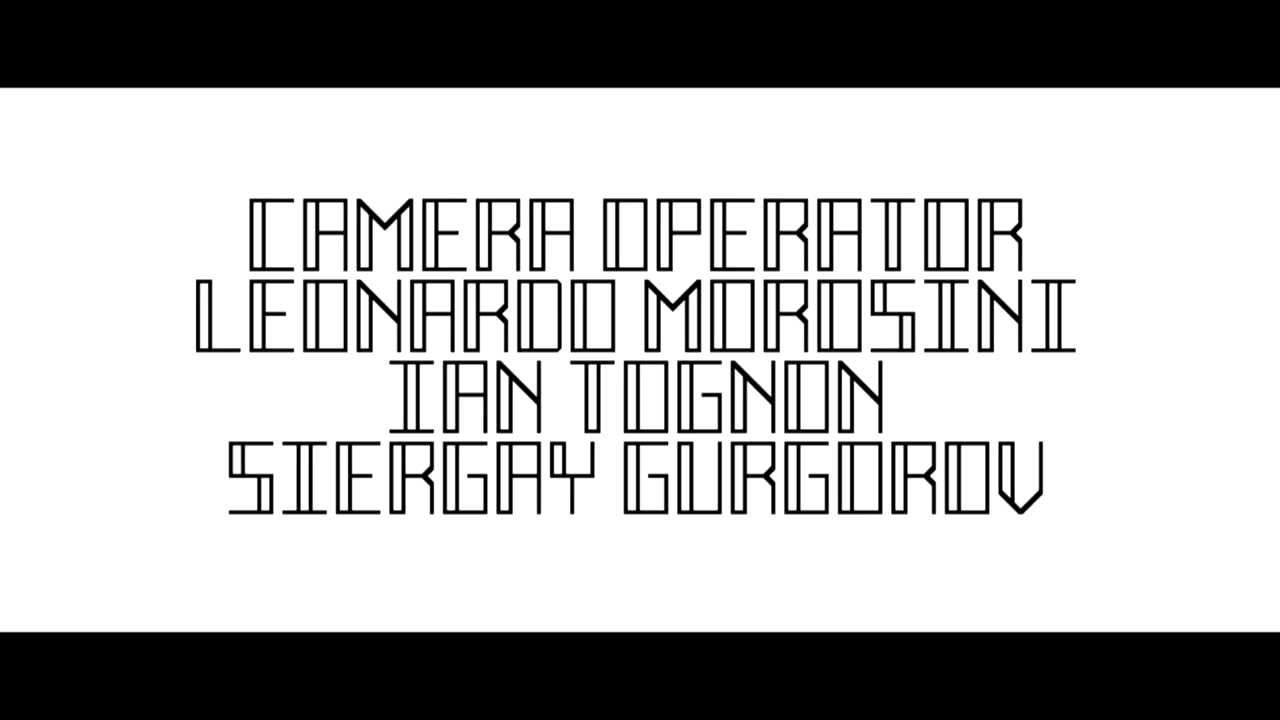 CAMERA OPERATOR
LEONARDO MOROSINI
IAN TOGNON
SIERGAY GURGOROV